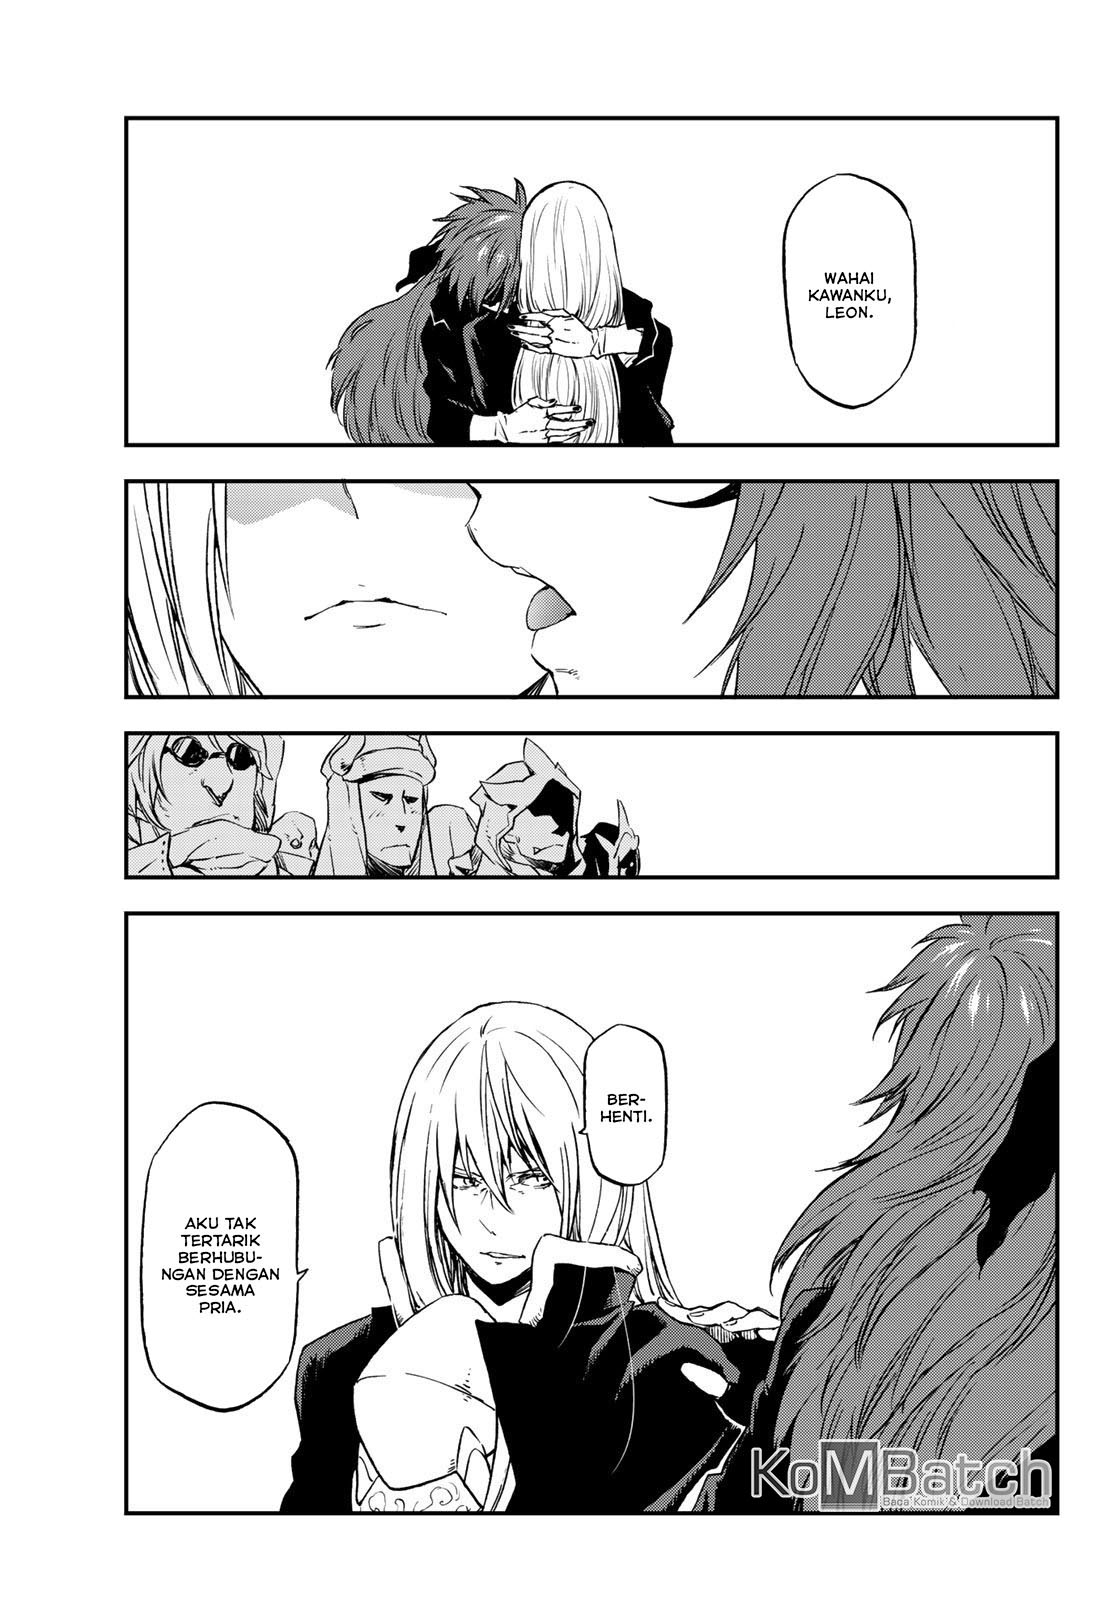 WAHAI
KAWANKU,
LEON.
BER-
HENTI.
AKU TAK
TERTARIK
BERHUBU-
NGAN DENGAN
SESAMA
PRIA.
KoMBatch
Baca Komik & Download Batch